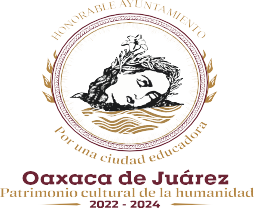 HONORABLE AYUNTAMIENTO
Por una ciudad educadora
Oaxaca de Juárez
Patrimonio cultural de la humanidad
2022 - 2024